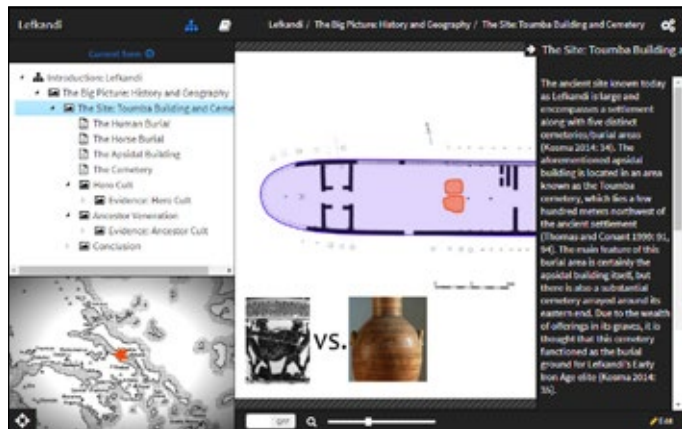 Lefkandi
Lefkandi / The Big Picture: History and Geography / The Site: Toumba Building and Cemetery
Current Item
Introduction: Lefkandi
The Big Picture: History and Geography
The Site: Toumba Building and Ceme
The Human Burial
The Horse Burial
The Apsidal Building
The Cemetery
Hero Cult
Evidence: Hero Cult
Ancestor Veneration
Evidence: Ancestor Cult
Conclusion
vs.
OFF
The Site: Toumba Building a
The ancient site known today
as Lefkandi is large and
encompasses a settlement
along with five distinct
cemeteries/burial areas
(Kosma 2014: 34). The
aforementioned apsidal
building is located in an area
known as the Toumba
cemetery, which lies a few
hundred meters northwest of
the ancient settlement
(Thomas and Conant 1999: 91,
94). The main feature of this
burial area is certainly the
apsidal building itself, but
there is also a substantial
cemetery arrayed around its
eastern end. Due to the wealth
of offerings in its graves, it is
thought that this cemetery
functioned as the burial
ground for Lefkandi's Early
Iron Age elite (Kosma 2014:
Edit